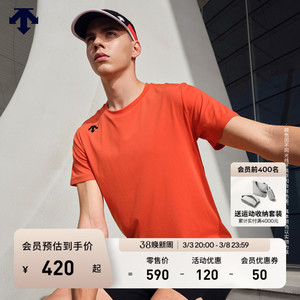 会员前400名
送运动收纳套装
累计实付满4000元
会员预估到手价
¥ 420 起
38焕新周
3/3 20:00 - 3/8 23:59
零售价 活动优惠 会员优惠券
= 590 - 120 - 50